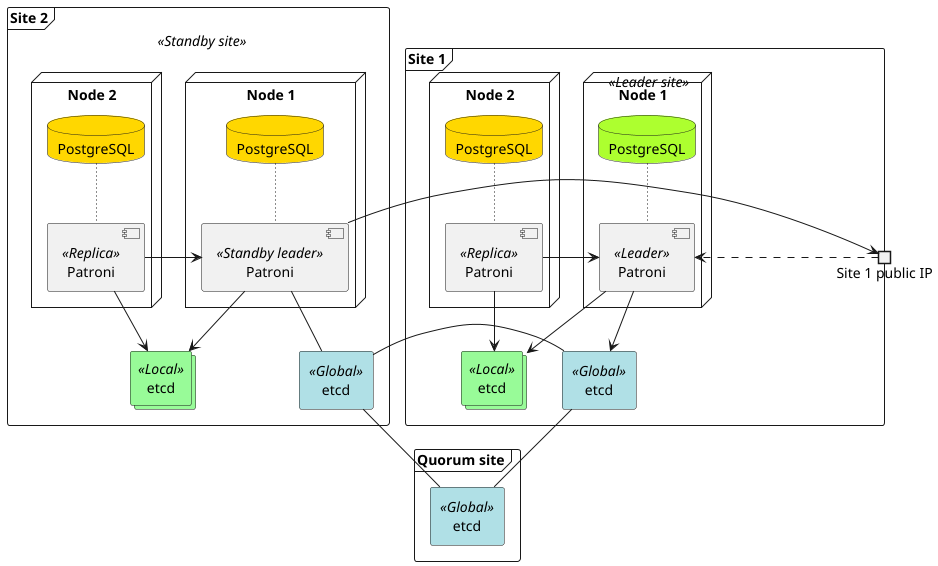 Site 2
«Standby site»
Node 2
Node 1
PostgreSQL
PostgreSQL
«Replica»
Patroni
«Standby leader»
Patroni
«Local»
etcd
«Global»
etcd
Site 1
«Leader site»
Node 2
Node 1
PostgreSQL
PostgreSQL
«Replica»
Patroni
«Leader»
Patroni
Site 1 public IP
«Local»
etcd
«Global»
etcd
Quorum site
«Global»
etcd